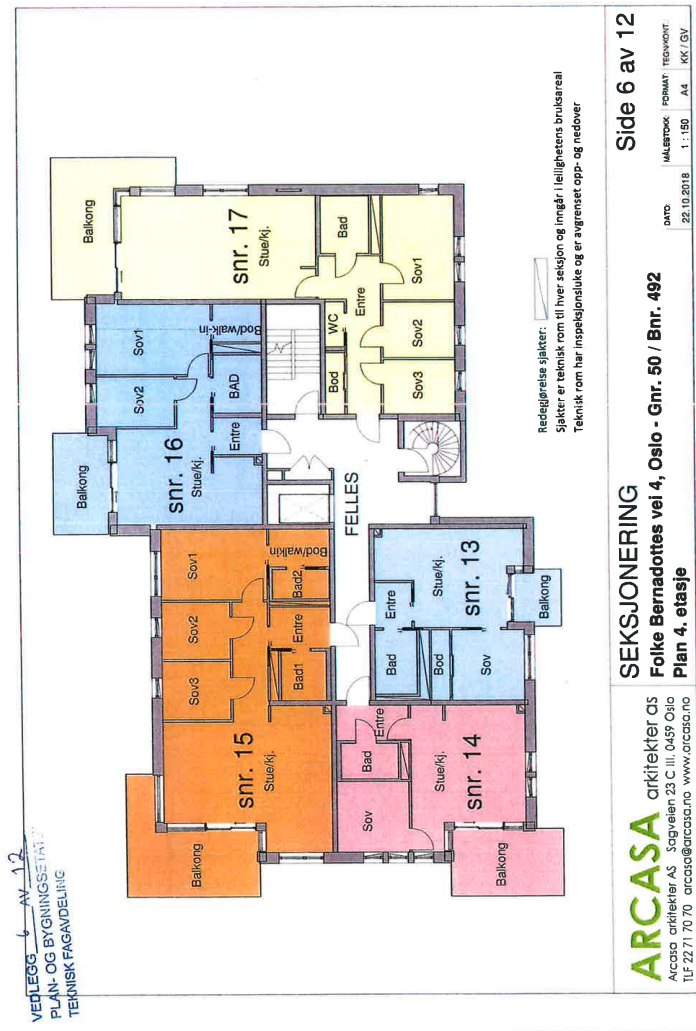 VEDLEGG 6 AV 12
PLAN- OG BYGNINGSETATEN
TEKNISK FAGAVDELING
Balkong
snr. 15
Stue/kj.
Sov3
Sov2
Sov1
Bad1
Entre
Bad2
Bod/walkin
Balkong
snr. 16
Stue/kj.
Sov2
Sov1
Entre
BAD
Bod/walk-in
Balkong
snr. 17
Stue/kj.
Bad
WC
Entre
Bod
Sov3
Sov2
Sov1
FELLES
Sov
Bad
Entre
Stue/kj.
snr. 14
Balkong
Bad
Entre
Bod
Sov
Stue/kj.
snr. 13
Balkong
Redegjørelse sjakter:
Sjakter er teknisk rom til hver seksjon og inngår i leilighetens bruksareal
Teknisk rom har inspeksjonsluke og er avgrenset opp- og nedover
ARCASA arkitekter as
Arcasa arkitekter AS Sagveien 23 C III. 0459 Oslo
TLF 22 71 70 70 arcasa@arcasa.no www.arcasa.no
SEKSJONERING
Folke Bernadottes vei 4, Oslo - Gnr. 50 / Bnr. 492
Plan 4. etasje
Side 6 av 12
DATO: MÅLESTOKK: FORMAT: TEGN/KONT.:
22.10.2018 1 : 150 A4 KK / GV